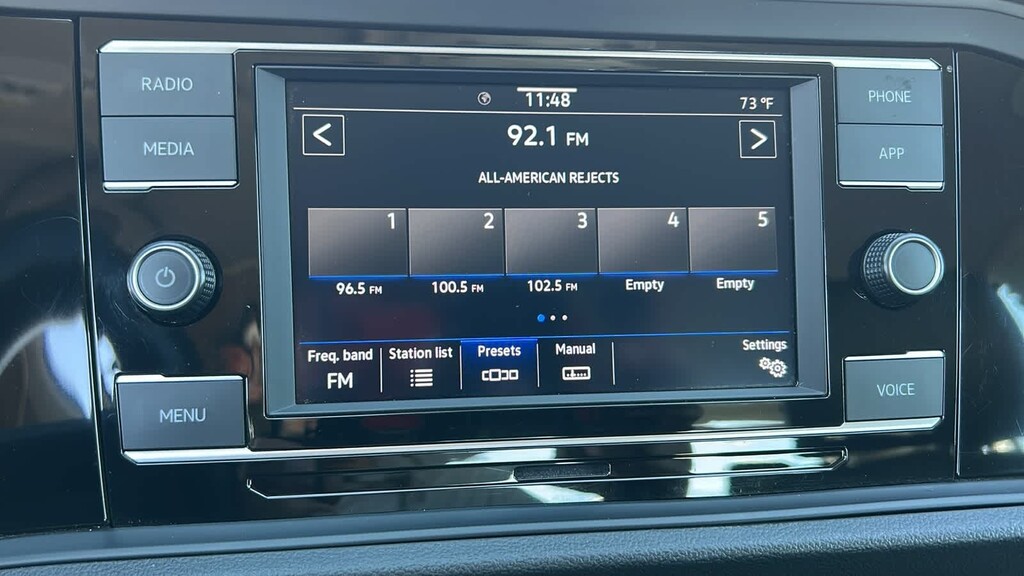 RADIO
MEDIA
MENU
11:48
73 °F
92.1 FM
ALL-AMERICAN REJECTS
1 2 3 4 5
96.5 FM 100.5 FM 102.5 FM Empty Empty
Freq. band Station list Presets Manual Settings
FM
PHONE
APP
VOICE